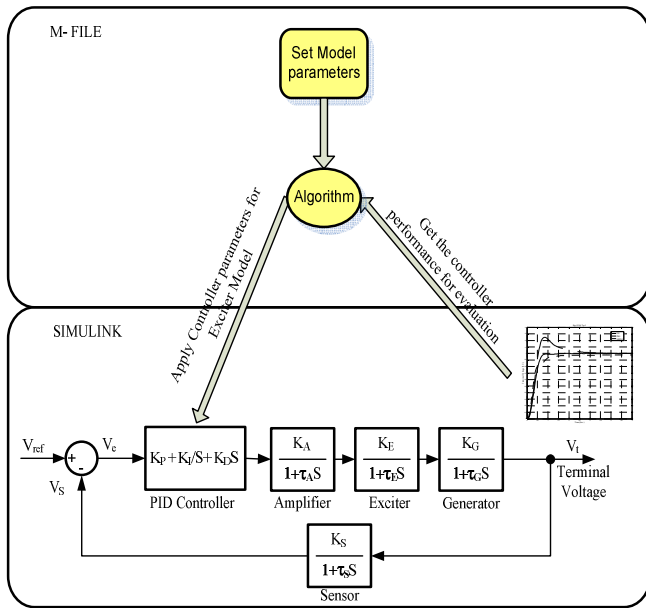 M- FILE
Set Model
parameters
Algorithm
Apply Controller parameters for
Exciter Model
Get the controller
performance for evaluation
SIMULINK
V_ref
+
-
V_e
V_S
K_P+K_I/S+K_DS
PID Controller
K_A
1+τ_AS
Amplifier
K_E
1+τ_ES
Exciter
K_G
1+τ_GS
Generator
V_t
Terminal
Voltage
K_S
1+τ_SS
Sensor